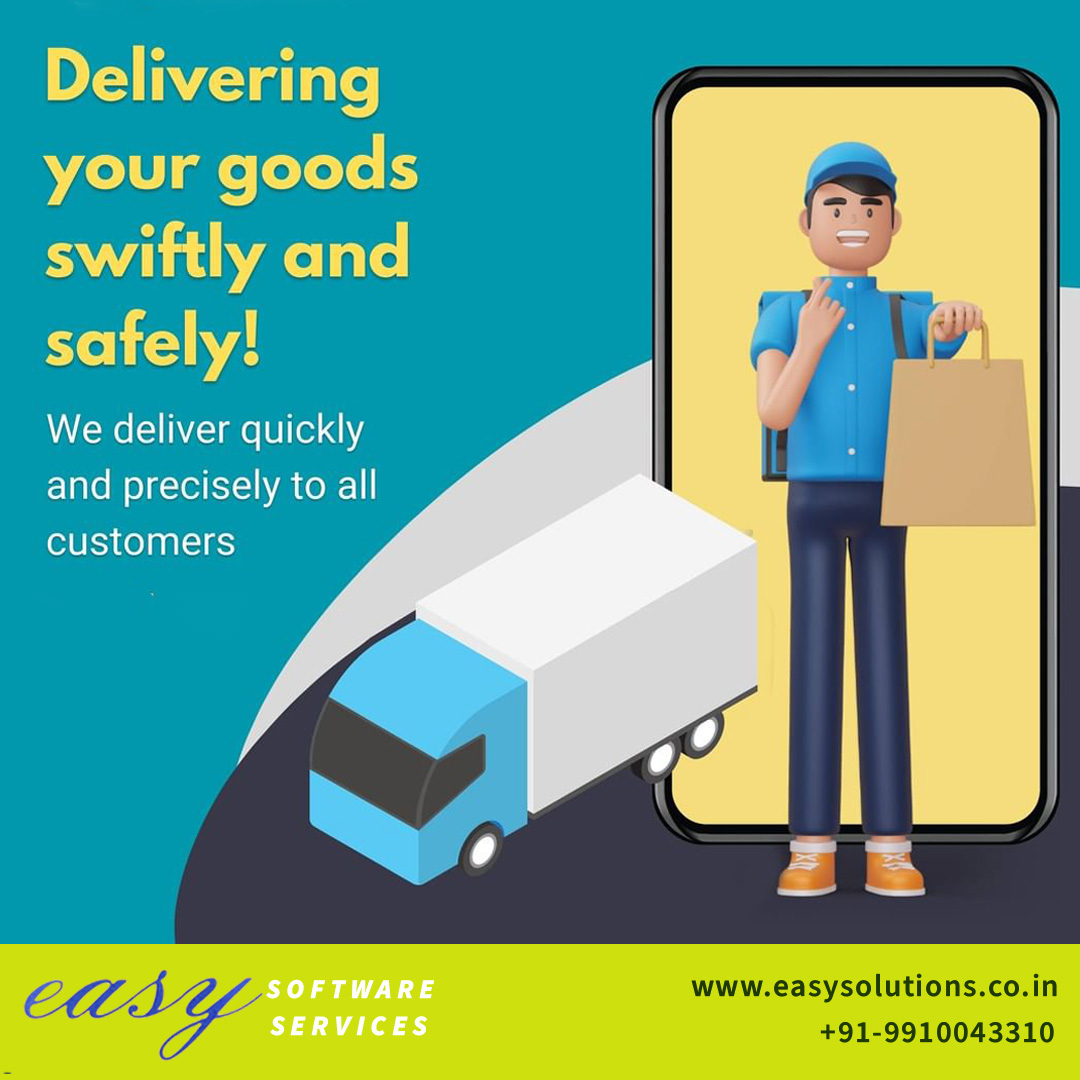 Delivering
your goods
swiftly and
safely!
We deliver quickly
and precisely to all
customers
easy SOFTWARE
SERVICES
www.easysolutions.co.in
+91-9910043310